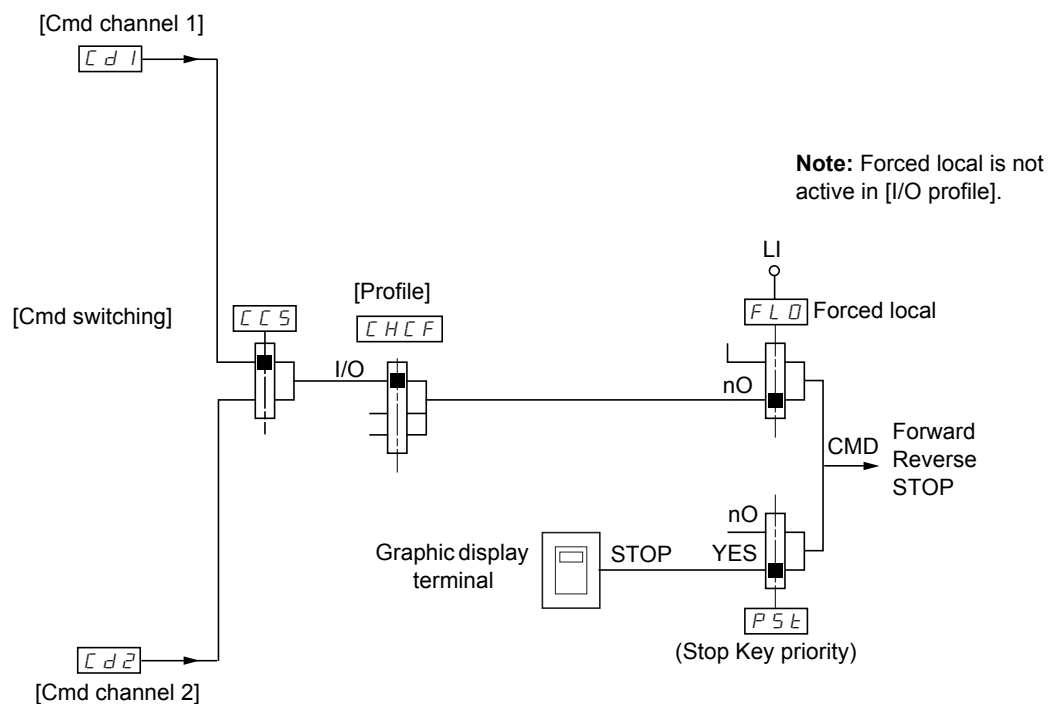 [Cmd channel 1]
Cd1
Note: Forced local is not
active in [I/O profile].
LI
[Profile]
[Cmd switching]
CCS
CHCF
FLO
Forced local
I/O
nO
CMD
Forward
Reverse
STOP
nO
Graphic display
terminal
STOP
YES
PSt
(Stop Key priority)
Cd2
[Cmd channel 2]